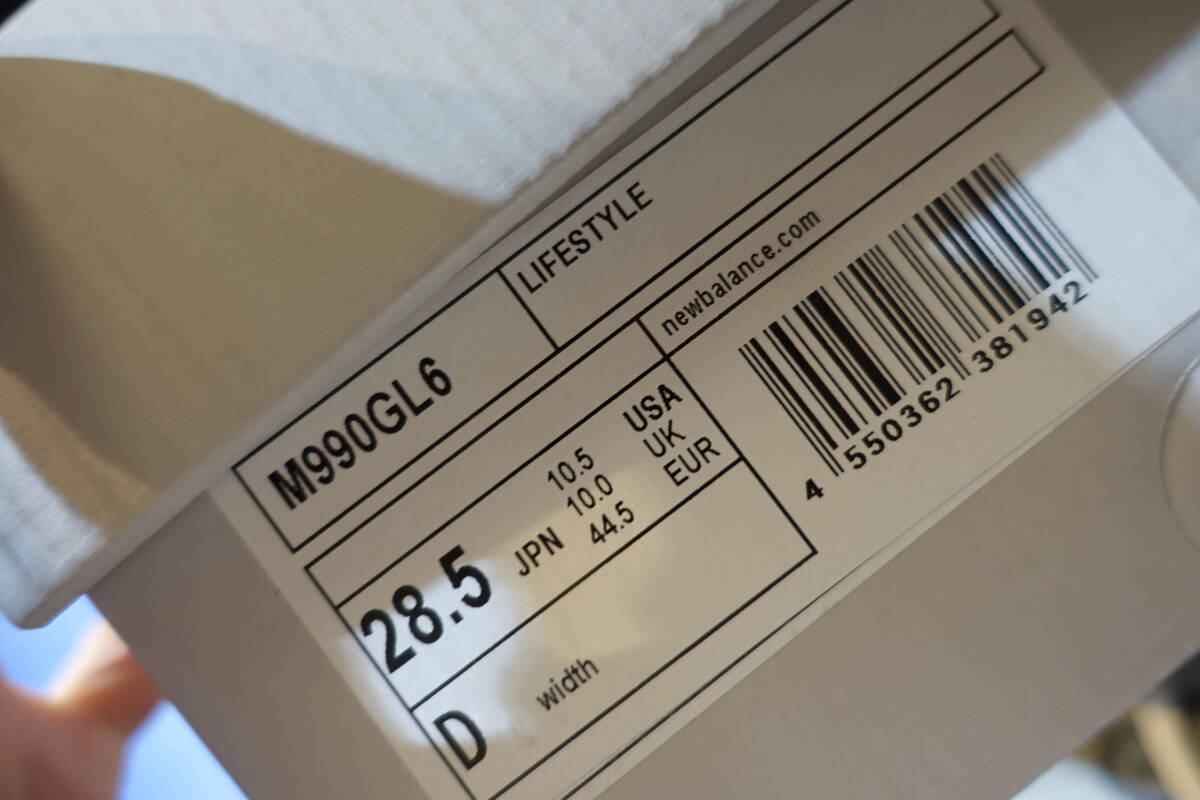 M990GL6
LIFESTYLE
newbalance.com
28.5 JPN
10.5 USA
10.0 UK
44.5 EUR
D width
4 550362 381942